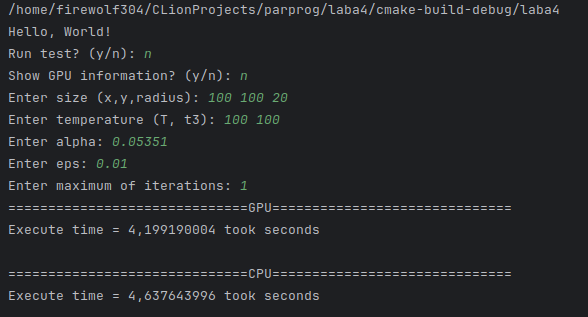 /home/firewolf304/CLionProjects/parprog/laba4/cmake-build-debug/laba4
Hello, World!
Run test? (y/n): n
Show GPU information? (y/n): n
Enter size (x,y,radius): 100 100 20
Enter temperature (T, t3): 100 100
Enter alpha: 0.05351
Enter eps: 0.01
Enter maximum of iterations: 1
==============================GPU==============================
Execute time = 4,199190004 took seconds
==============================CPU==============================
Execute time = 4,637643996 took seconds